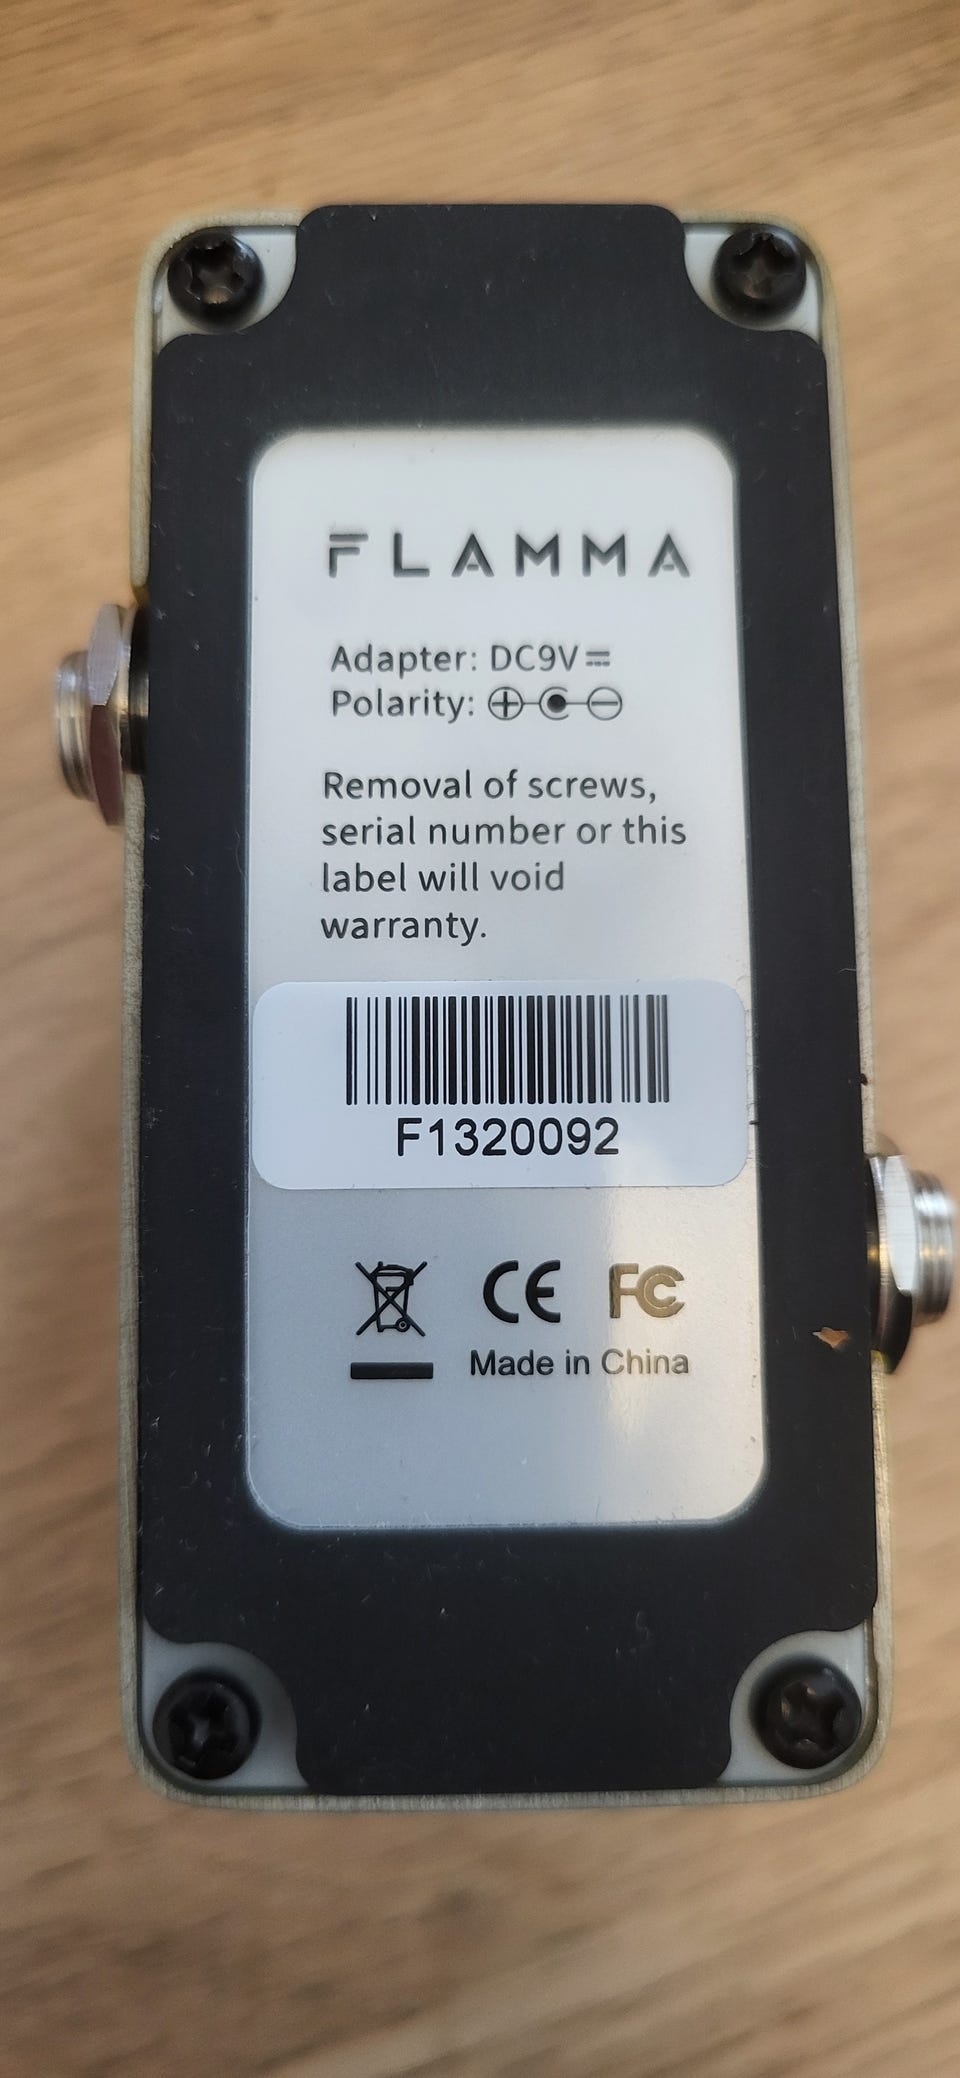 FLAMMA
Adapter: DC9V⎓
Polarity:
Removal of screws,
serial number or this
label will void
warranty.
F1320092
CE FC
Made in China